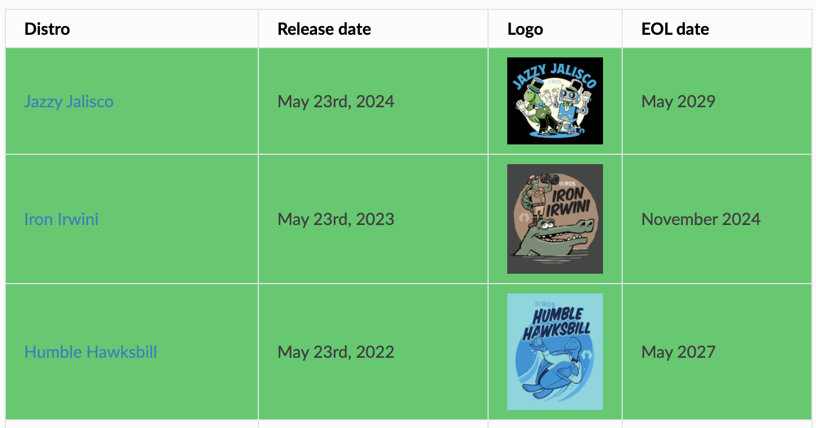 Distro Release date Logo EOL date
JAZZY JALISCO
Jazzy Jalisco May 23rd, 2024 May 2029
ROS
IRON
IRWINI
Iron Irwini May 23rd, 2023 November 2024
ROS
HUMBLE
HAWKSBILL
Humble Hawksbill May 23rd, 2022 May 2027